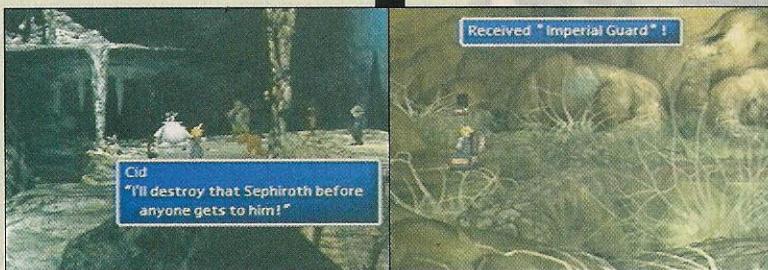 Cid
"I'll destroy that Sephiroth before
anyone gets to him!"
Received "Imperial Guard" !